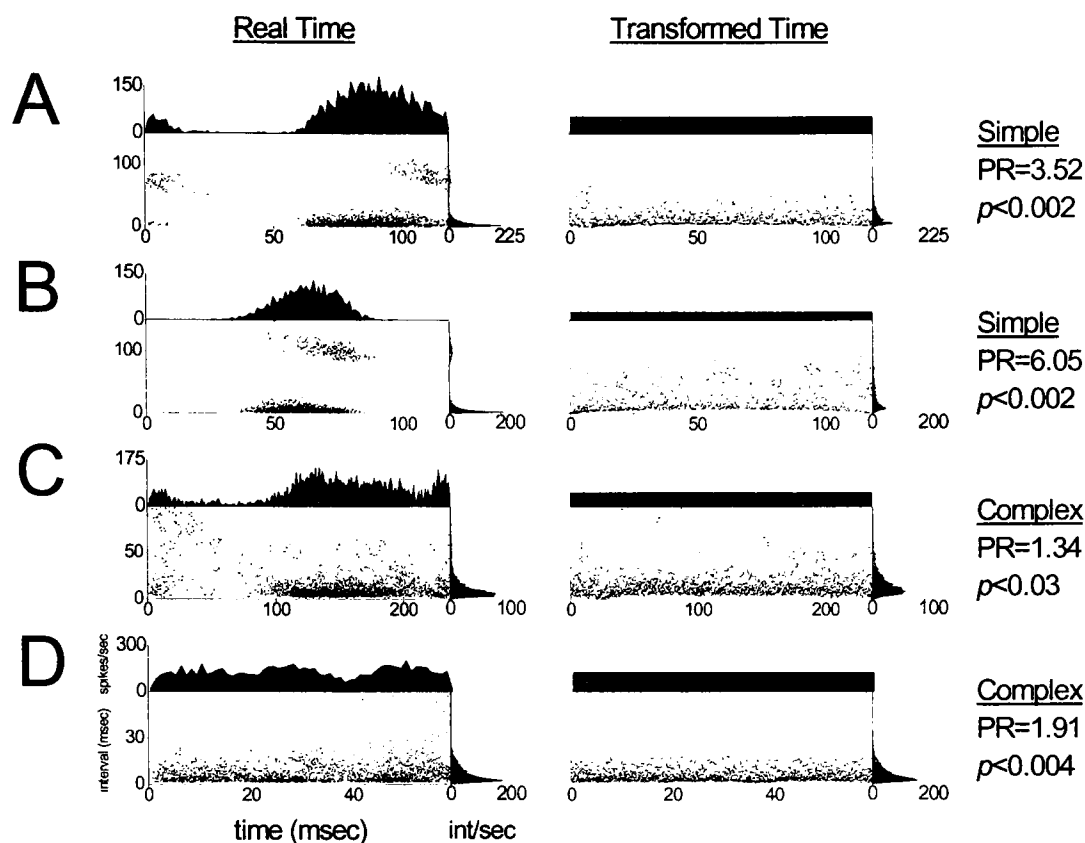 Real Time
Transformed Time
A
150
0
100
0
0 50 100 0 225
0 50 100 0 225
Simple
PR=3.52
p<0.002
B
150
0
100
0
0 50 100 0 200
0 50 100 0 200
Simple
PR=6.05
p<0.002
C
175
0
50
0
0 100 200 0 100
0 100 200 0 100
Complex
PR=1.34
p<0.03
D
300
0
30
0
spikes/sec
interval (msec)
0 40 0 200
0 20 40 0 200
Complex
PR=1.91
p<0.004
time (msec)
int/sec